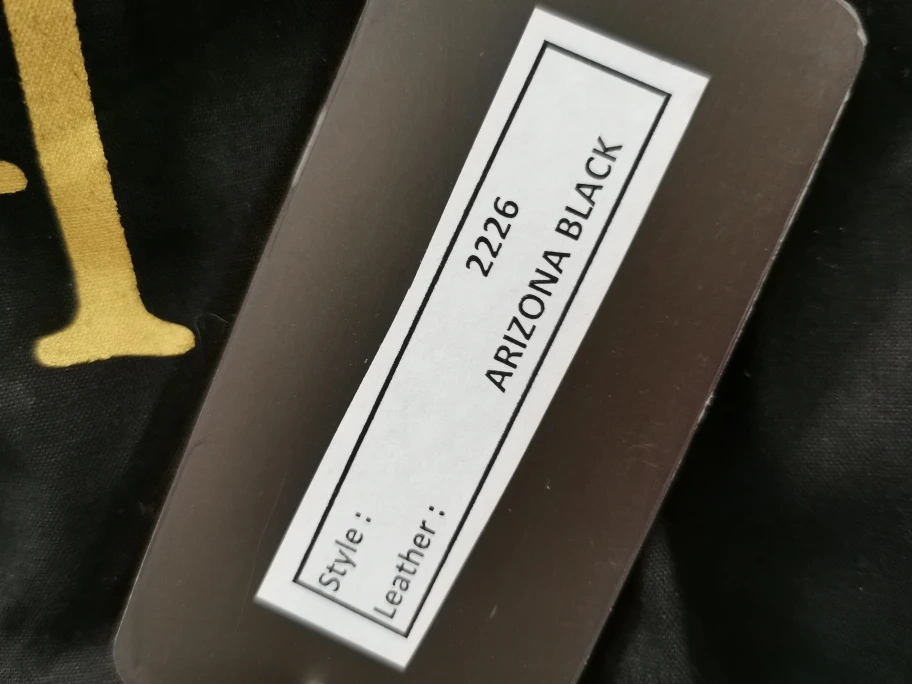 Style : 2226
Leather : ARIZONA BLACK